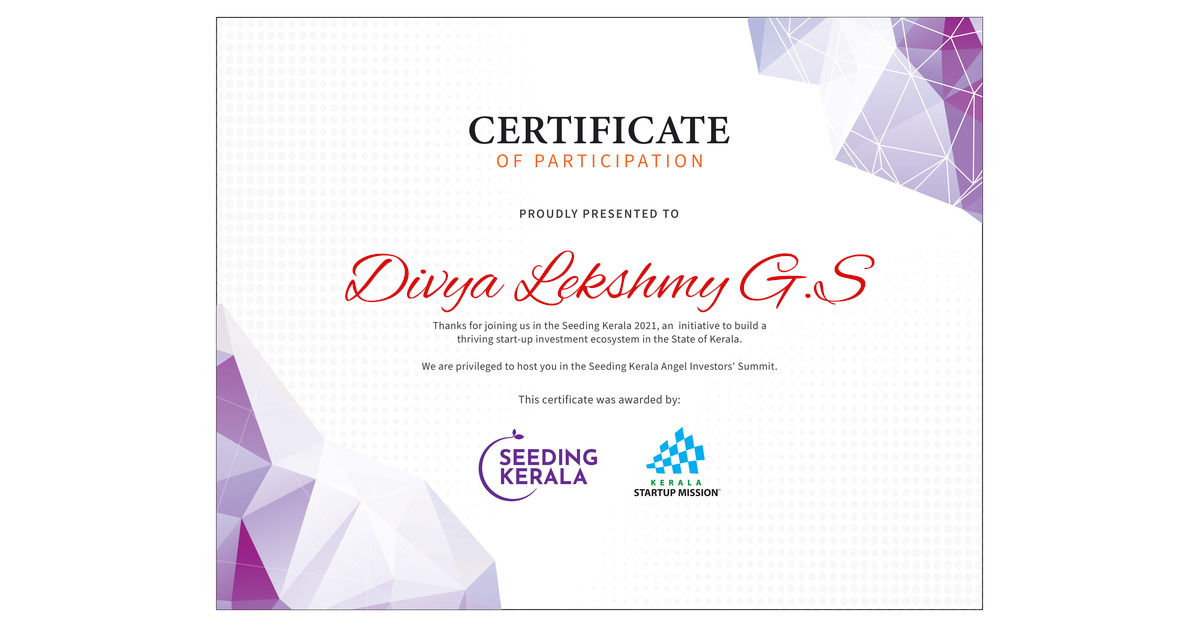 CERTIFICATE
OF PARTICIPATION
PROUDLY PRESENTED TO
Divya Lekshmy G.S
Thanks for joining us in the Seeding Kerala 2021, an initiative to build a
thriving start-up investment ecosystem in the State of Kerala.
We are privileged to host you in the Seeding Kerala Angel Investors' Summit.
This certificate was awarded by:
SEEDING
KERALA
KERALA
STARTUP MISSION